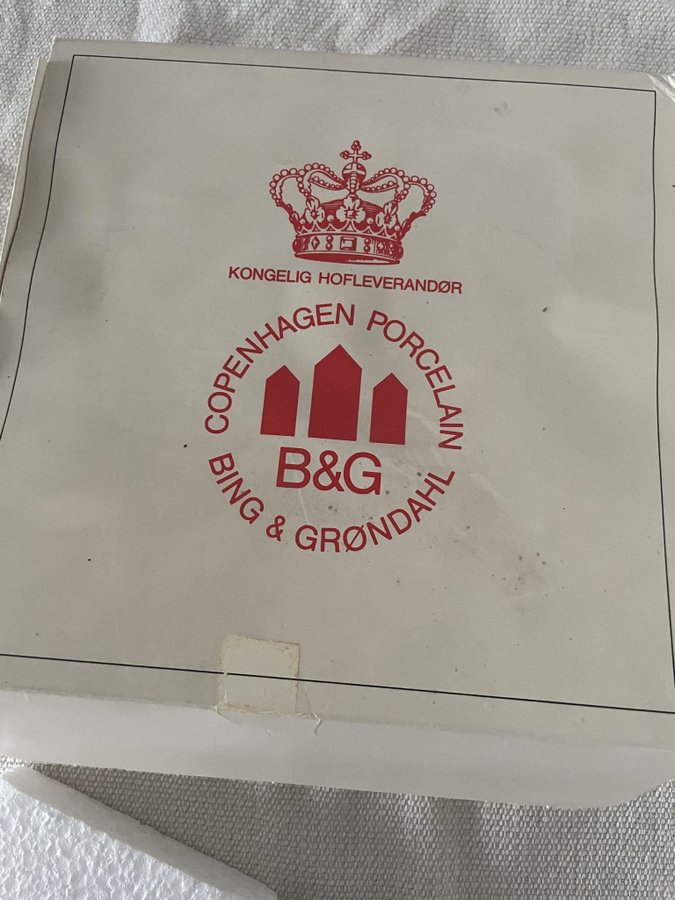 KONGELIG HOFLEVERANDØR
COPENHAGEN PORCELAIN
B&G
BING & GRØNDAHL